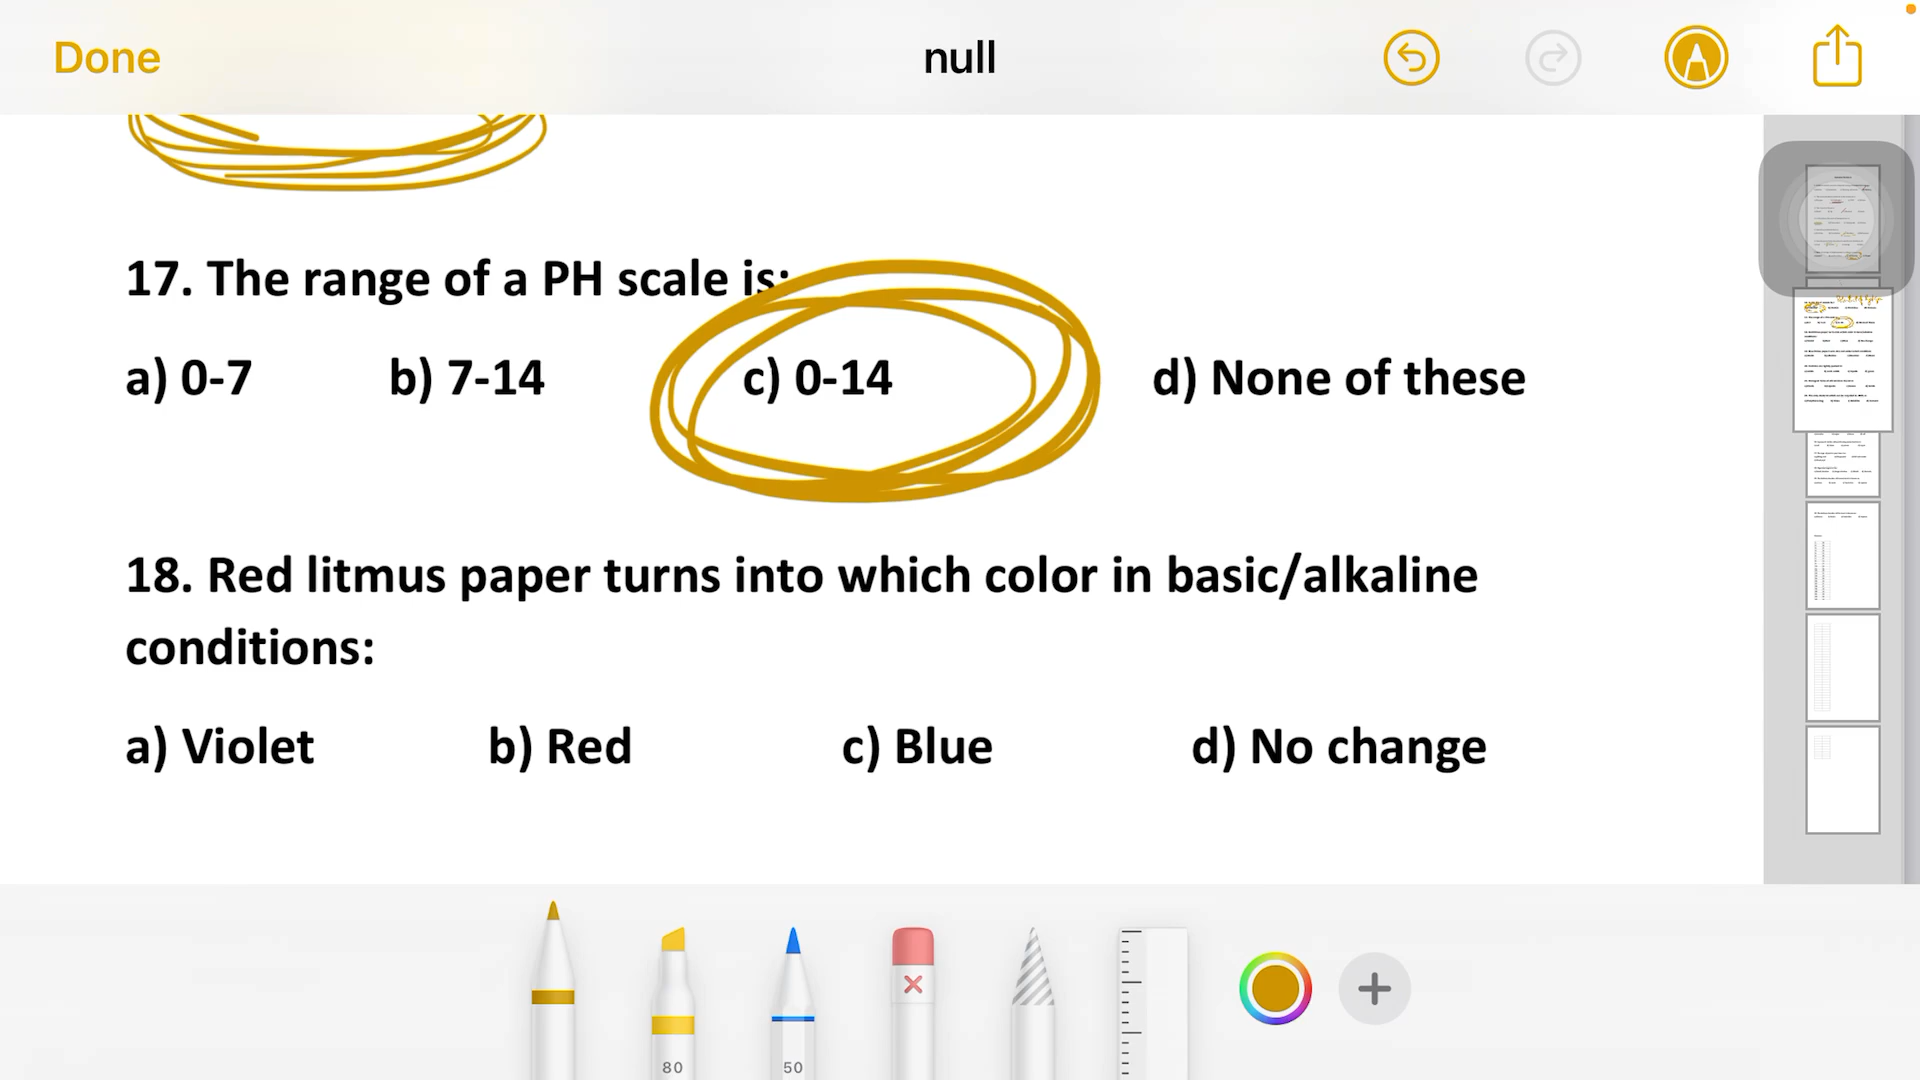 Done
null
17. The range of a PH scale is:
a) 0-7 b) 7-14 c) 0-14 d) None of these
18. Red litmus paper turns into which color in basic/alkaline
conditions:
a) Violet b) Red c) Blue d) No change
80 50